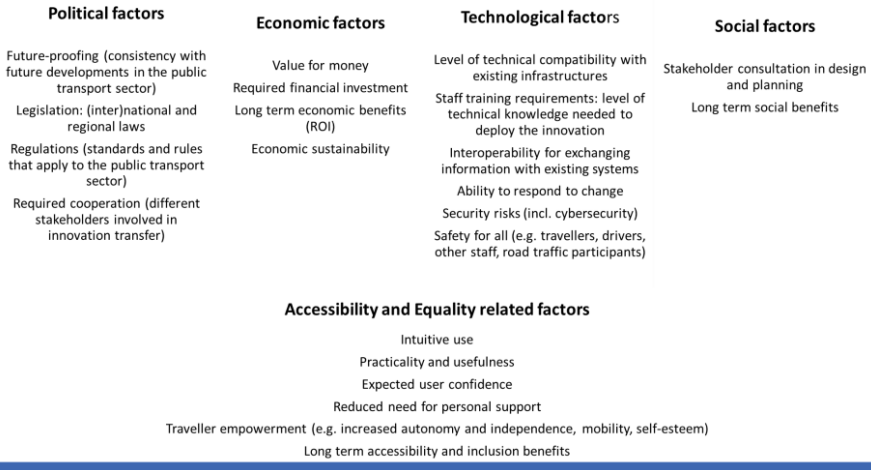 Political factors
Future-proofing (consistency with
future developments in the public
transport sector)
Legislation: (inter)national and
regional laws
Regulations (standards and rules
that apply to the public transport
sector)
Required cooperation (different
stakeholders involved in
innovation transfer)
Economic factors
Value for money
Required financial investment
Long term economic benefits
(ROI)
Economic sustainability
Technological factors
Level of technical compatibility with
existing infrastructures
Staff training requirements: level of
technical knowledge needed to
deploy the innovation
Interoperability for exchanging
information with existing systems
Ability to respond to change
Security risks (incl. cybersecurity)
Safety for all (e.g. travellers, drivers,
other staff, road traffic participants)
Social factors
Stakeholder consultation in design
and planning
Long term social benefits
Accessibility and Equality related factors
Intuitive use
Practicality and usefulness
Expected user confidence
Reduced need for personal support
Traveller empowerment (e.g. increased autonomy and independence, mobility, self-esteem)
Long term accessibility and inclusion benefits